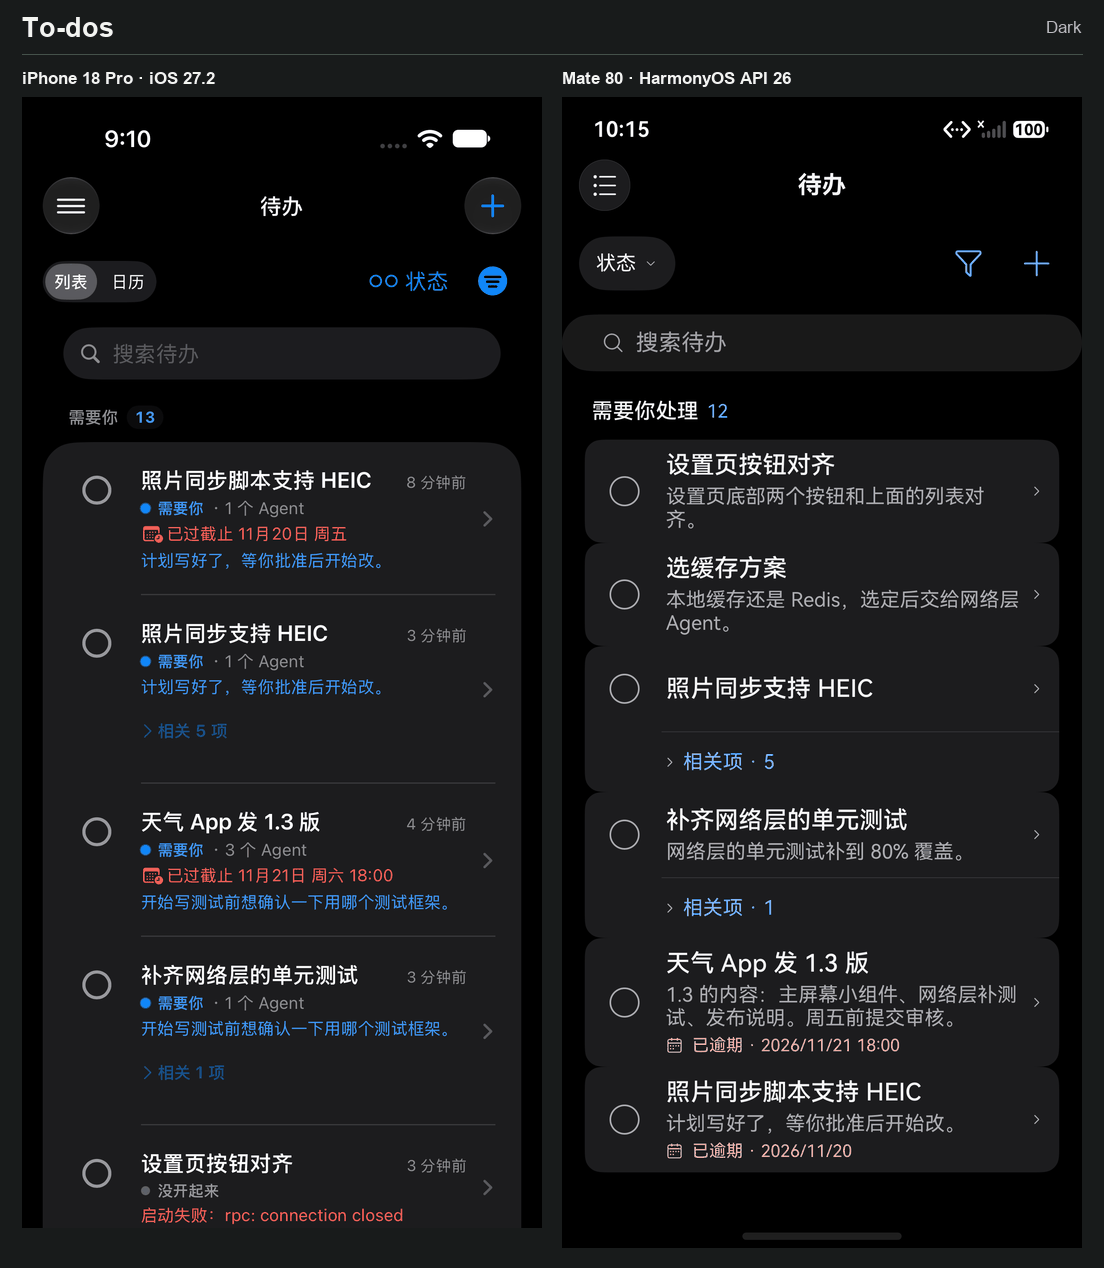 To-dos
Dark
iPhone 18 Pro · iOS 27.2
9:10
待办
列表
日历
状态
搜索待办
需要你 13
照片同步脚本支持 HEIC
8 分钟前
需要你 · 1 个 Agent
已过截止 11月20日 周五
计划写好了，等你批准后开始改。
照片同步支持 HEIC
3 分钟前
需要你 · 1 个 Agent
计划写好了，等你批准后开始改。
相关 5 项
天气 App 发 1.3 版
4 分钟前
需要你 · 3 个 Agent
已过截止 11月21日 周六 18:00
开始写测试前想确认一下用哪个测试框架。
补齐网络层的单元测试
3 分钟前
需要你 · 1 个 Agent
开始写测试前想确认一下用哪个测试框架。
相关 1 项
设置页按钮对齐
3 分钟前
没开起来
启动失败：rpc: connection closed
Mate 80 · HarmonyOS API 26
10:15
100
待办
状态
搜索待办
需要你处理 12
设置页按钮对齐
设置页底部两个按钮和上面的列表对
齐。
选缓存方案
本地缓存还是 Redis，选定后交给网络层
Agent。
照片同步支持 HEIC
相关项 · 5
补齐网络层的单元测试
网络层的单元测试补到 80% 覆盖。
相关项 · 1
天气 App 发 1.3 版
1.3 的内容：主屏幕小组件、网络层补测
试、发布说明。周五前提交审核。
已逾期 · 2026/11/21 18:00
照片同步脚本支持 HEIC
计划写好了，等你批准后开始改。
已逾期 · 2026/11/20